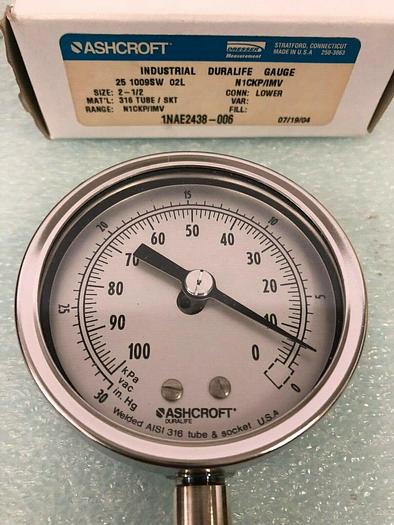 ASHCROFT®
DRESSER
Measurement
STRATFORD, CONNECTICUT
MADE IN U.S.A 250-3083
INDUSTRIAL DURALIFE GAUGE
25 1009SW 02L N1CKP/IMV
SIZE: 2-1/2 CONN: LOWER
MAT'L: 316 TUBE / SKT VAR:
RANGE: N1CKP/IMV FILL:
1NAE2438-006 07/19/04
15
20 10
60 50 40
70 30
80 20 5
25
90 10
100 0
kPa
vac
in. Hg
30 0
ASHCROFT®
DURALIFE
Welded AISI 316 tube & socket U.S.A